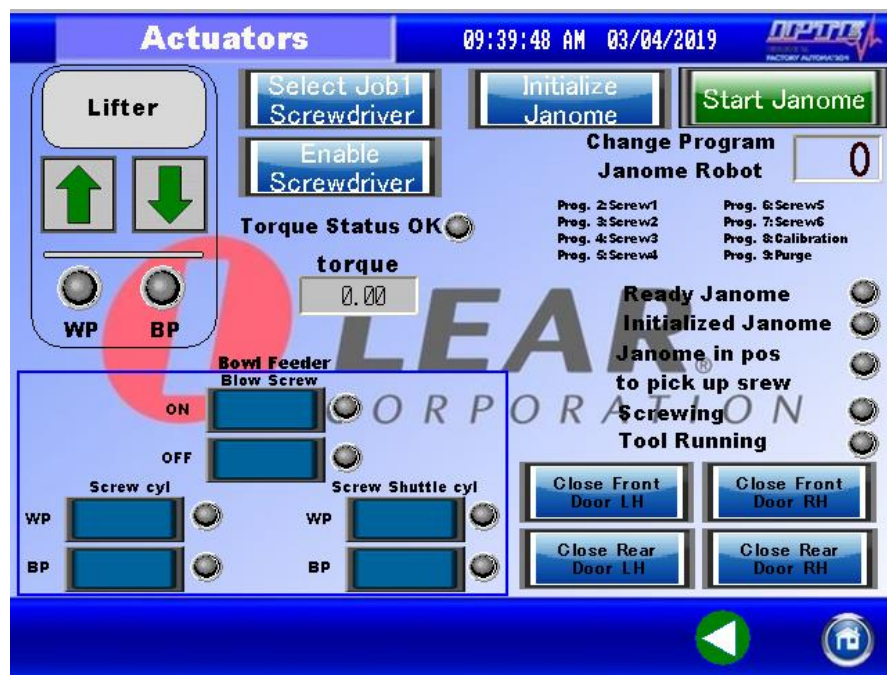 Actuators
09:39:48 AM 03/04/2019
Lifter
Select Job1
Screwdriver
Initialize
Janome
Start Janome
Enable
Screwdriver
Change Program
Janome Robot
0
Prog. 2:Screw1
Prog. 3:Screw2
Prog. 4:Screw3
Prog. 5:Screw4
Prog. 6:Screw5
Prog. 7:Screw6
Prog. 8:Calibration
Prog. 9:Purge
Torque Status OK
torque
0.00
WP
BP
LEAR®
CORPORATION
Ready Janome
Initialized Janome
Janome in pos
to pick up srew
Screwing
Tool Running
Bowl Feeder
Blow Screw
ON
OFF
Screw cyl
WP
BP
Screw Shuttle cyl
WP
BP
Close Front
Door LH
Close Front
Door RH
Close Rear
Door LH
Close Rear
Door RH